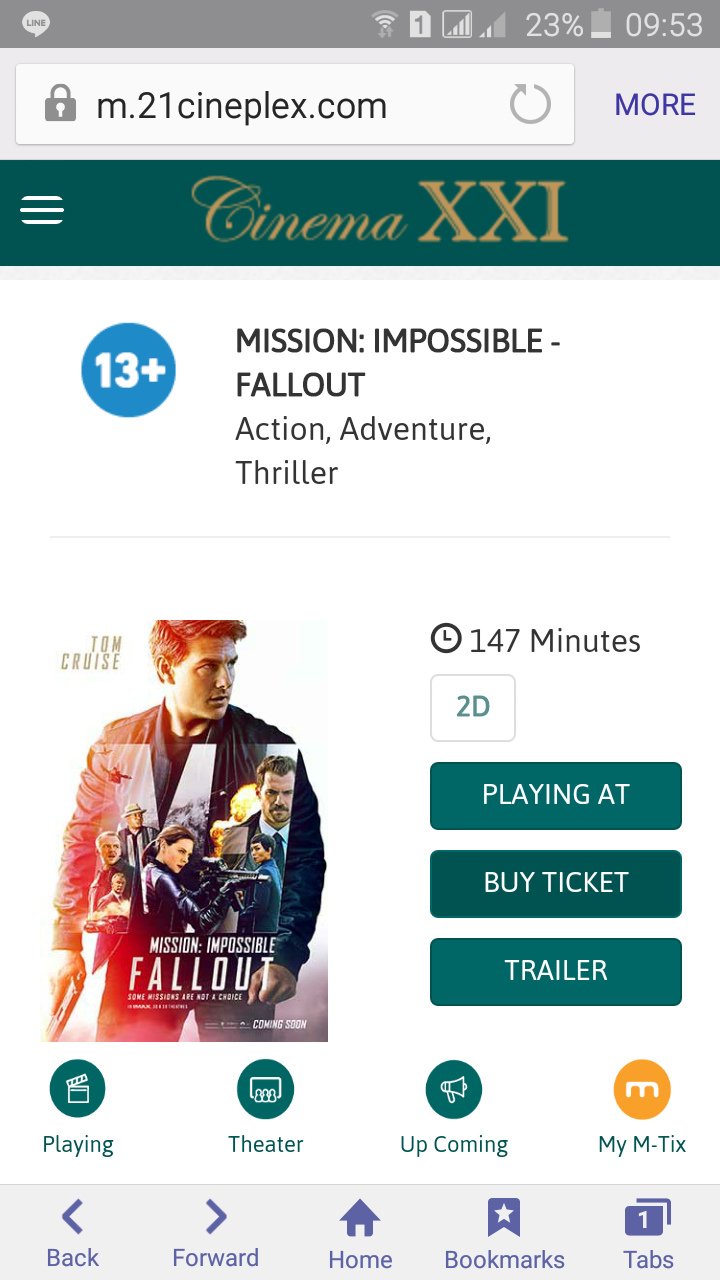 LINE
1
23%
09:53
m.21cineplex.com
MORE
Cinema XXI
13+
MISSION: IMPOSSIBLE -
FALLOUT
Action, Adventure,
Thriller
TOM
CRUISE
MISSION: IMPOSSIBLE
FALLOUT
SOME MISSIONS ARE NOT A CHOICE
COMING SOON
147 Minutes
2D
PLAYING AT
BUY TICKET
TRAILER
Playing
Theater
Up Coming
My M-Tix
Back
Forward
Home
Bookmarks
1
Tabs